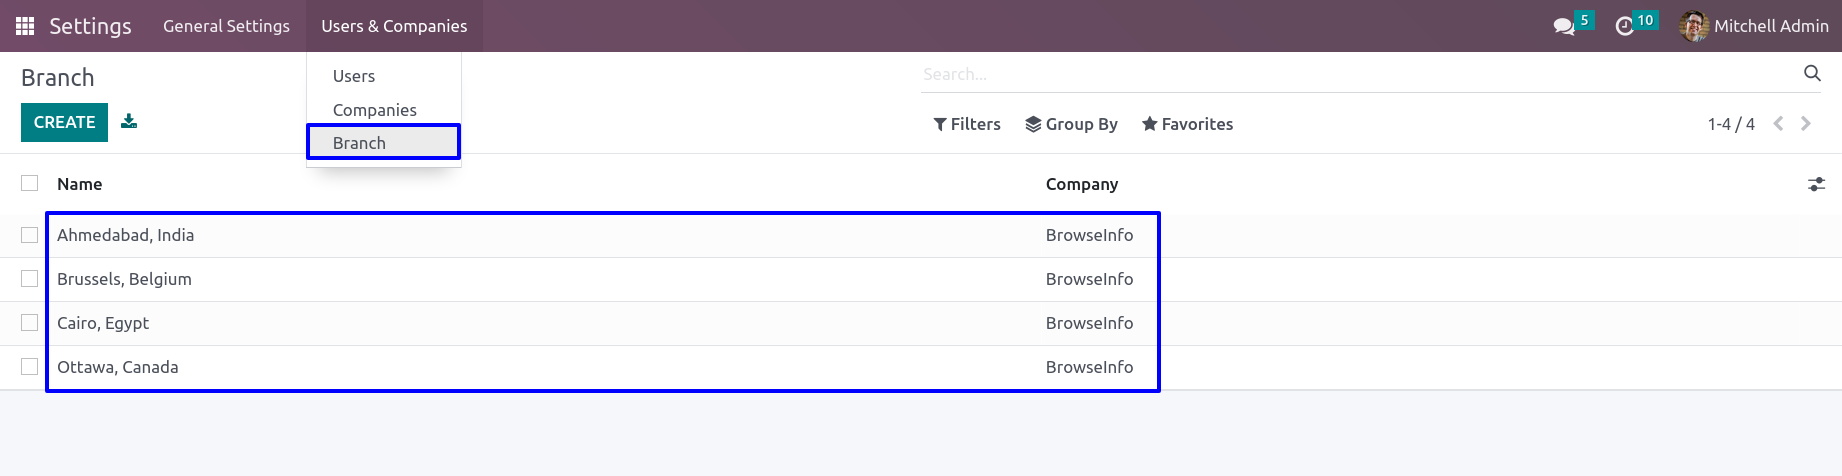 Settings General Settings Users & Companies 5 10 Mitchell Admin
Branch
Users
Search...
Companies
CREATE
Filters Group By Favorites 1-4 / 4
Branch
Name Company
Ahmedabad, India BrowseInfo
Brussels, Belgium BrowseInfo
Cairo, Egypt BrowseInfo
Ottawa, Canada BrowseInfo